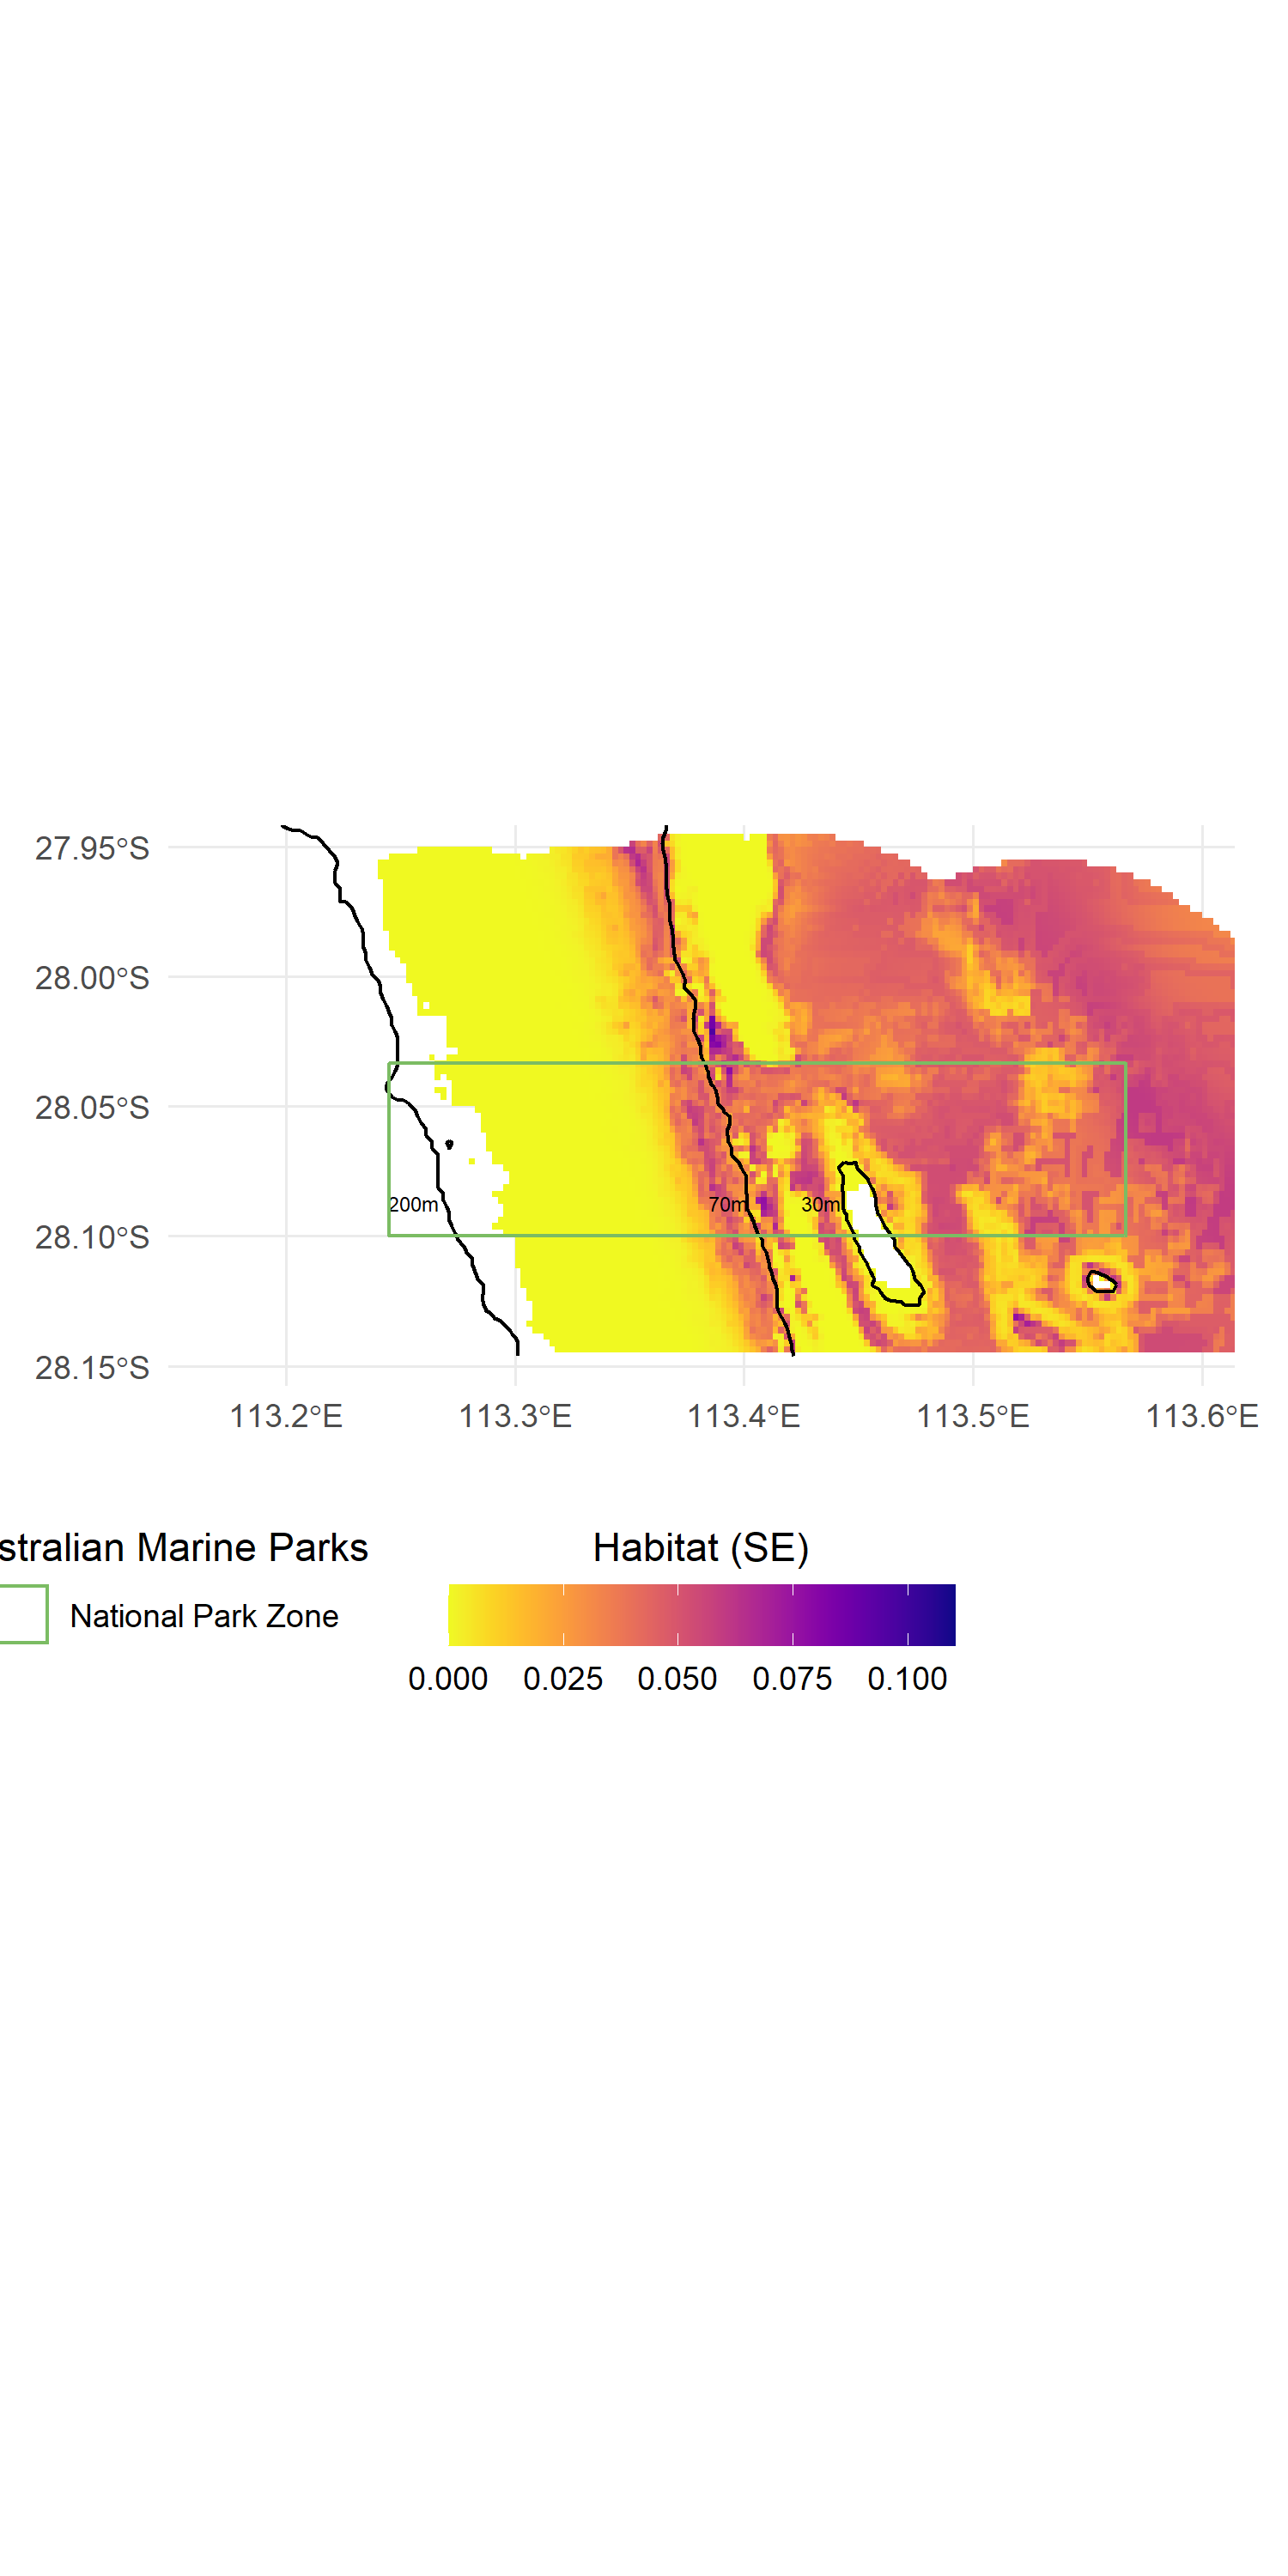 27.95°S
28.00°S
28.05°S
28.10°S
28.15°S
200m
70m
30m
113.2°E
113.3°E
113.4°E
113.5°E
113.6°E
stralian Marine Parks
National Park Zone
Habitat (SE)
0.000
0.025
0.050
0.075
0.100